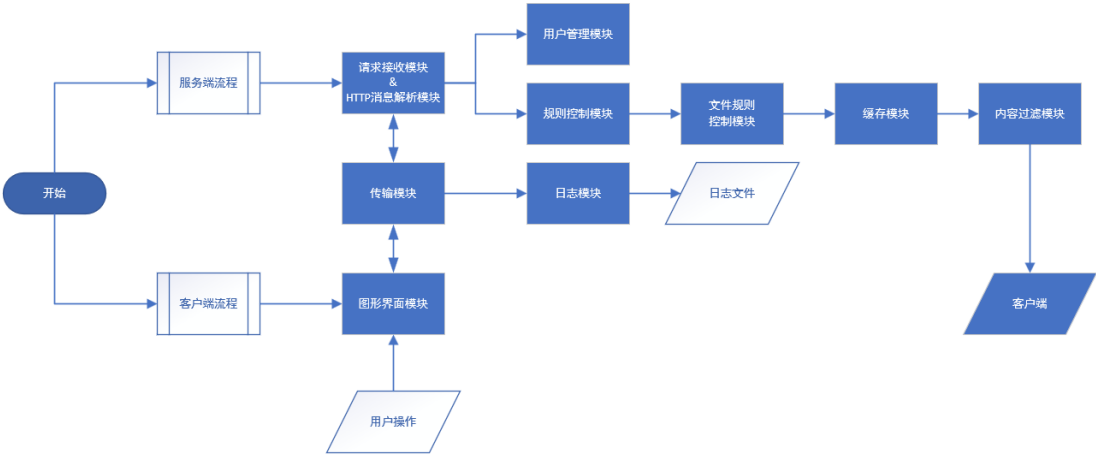 用户管理模块
服务端流程
请求接收模块
&
HTTP消息解析模块
规则控制模块
文件规则
控制模块
缓存模块
内容过滤模块
开始
传输模块
日志模块
日志文件
客户端流程
图形界面模块
客户端
用户操作